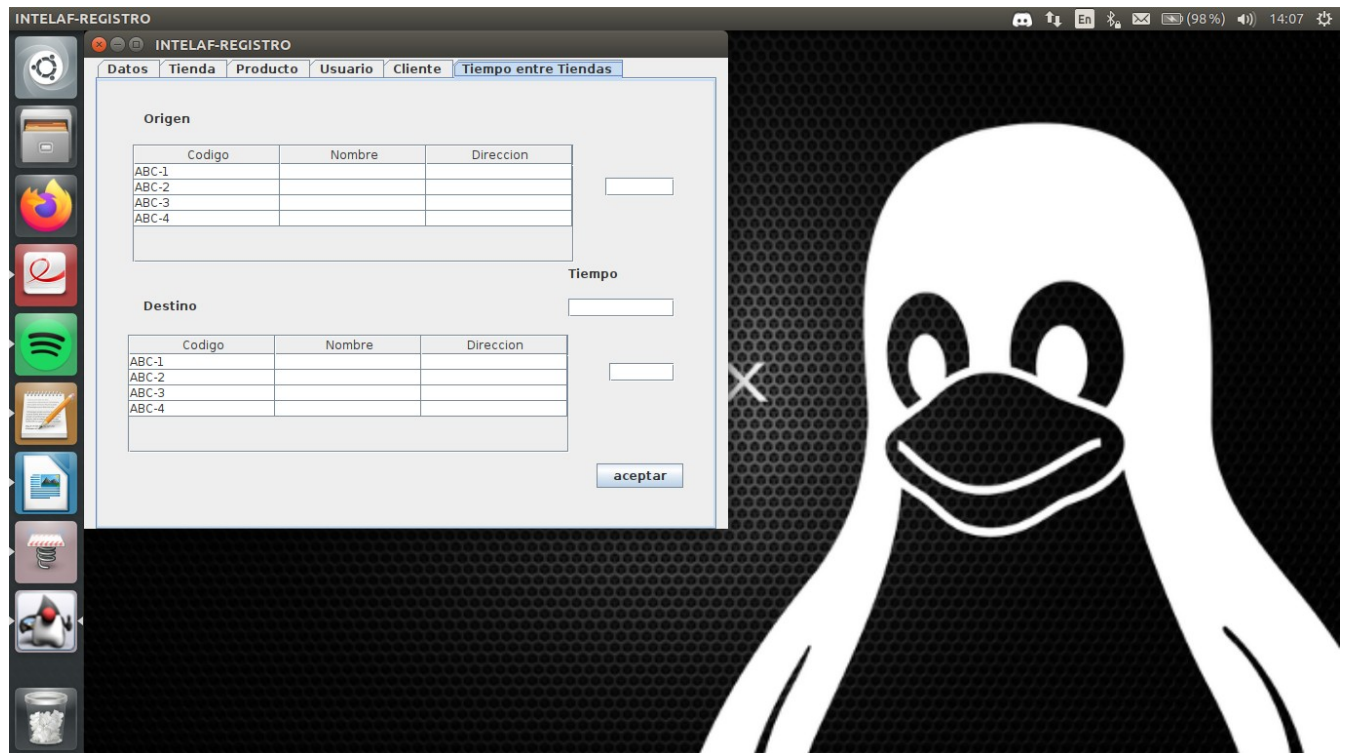 INTELAF-REGISTRO
En (98%) 14:07
INTELAF-REGISTRO
Datos Tienda Producto Usuario Cliente Tiempo entre Tiendas
Origen
Codigo Nombre Direccion
ABC-1
ABC-2
ABC-3
ABC-4
Tiempo
Destino
Codigo Nombre Direccion
ABC-1
ABC-2
ABC-3
ABC-4
X
aceptar